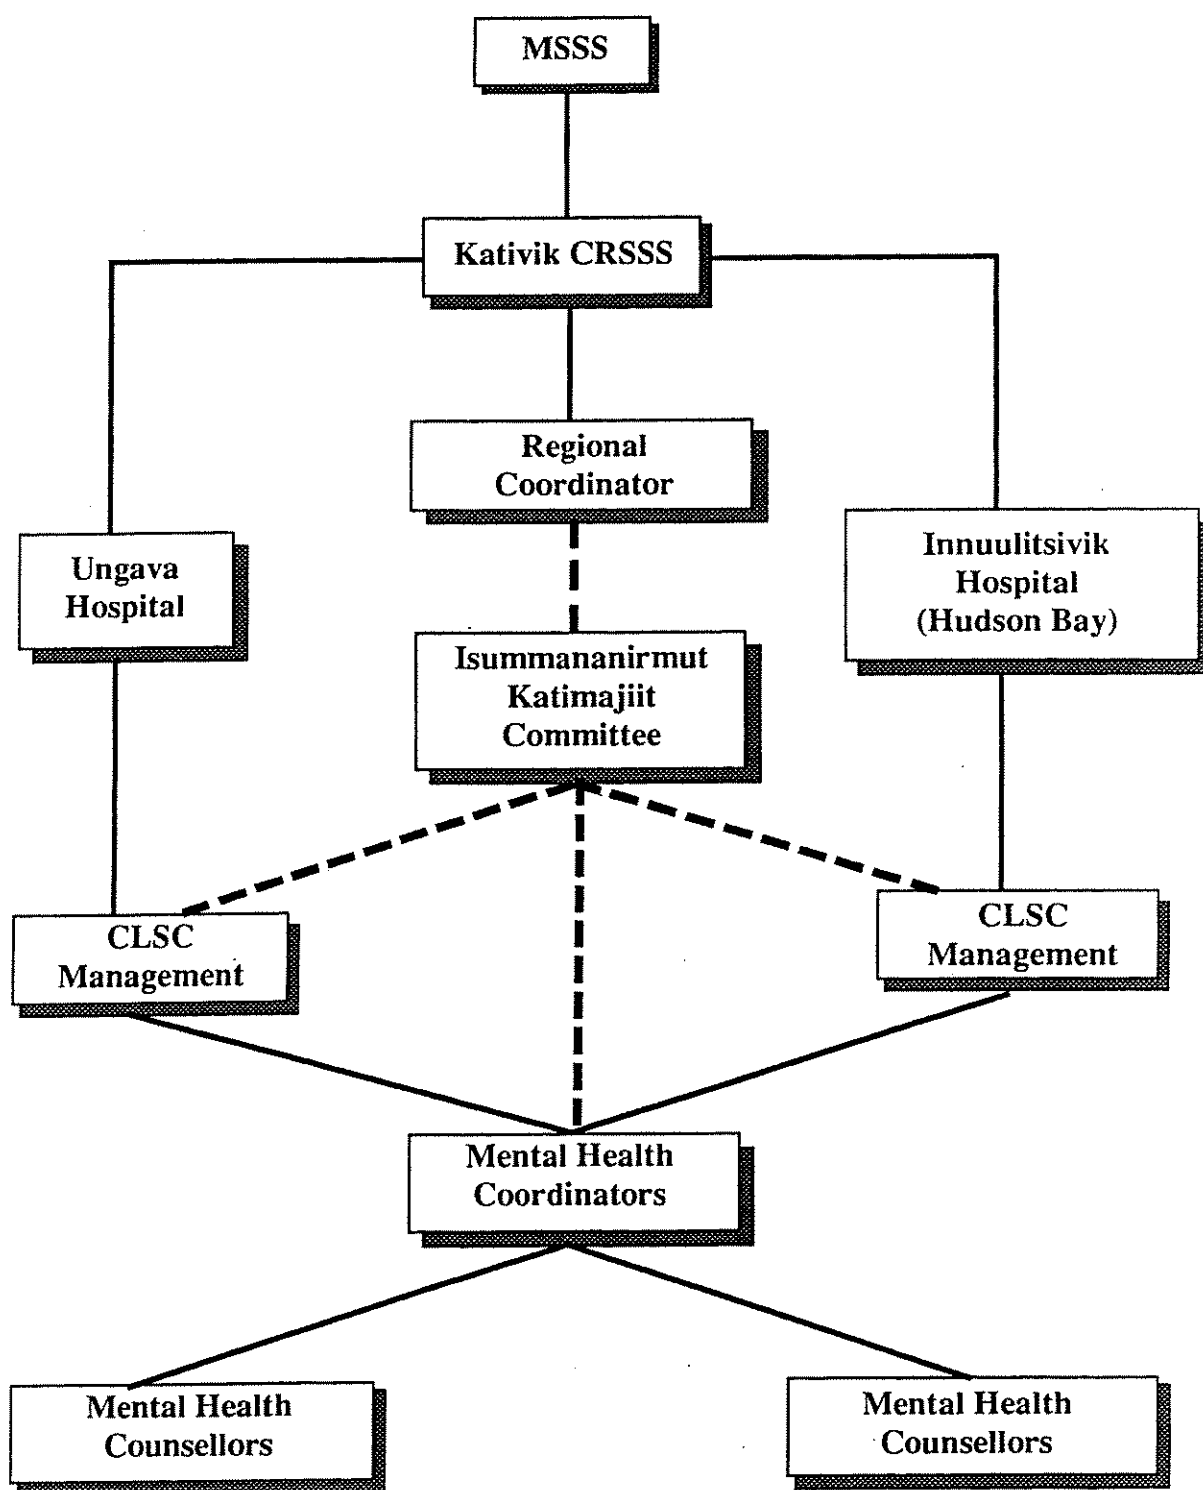 MSSS
Kativik CRSSS
Regional
Coordinator
Ungava
Hospital
Innuulitsivik
Hospital
(Hudson Bay)
Isummananirmut
Katimajiit
Committee
CLSC
Management
CLSC
Management
Mental Health
Coordinators
Mental Health
Counsellors
Mental Health
Counsellors